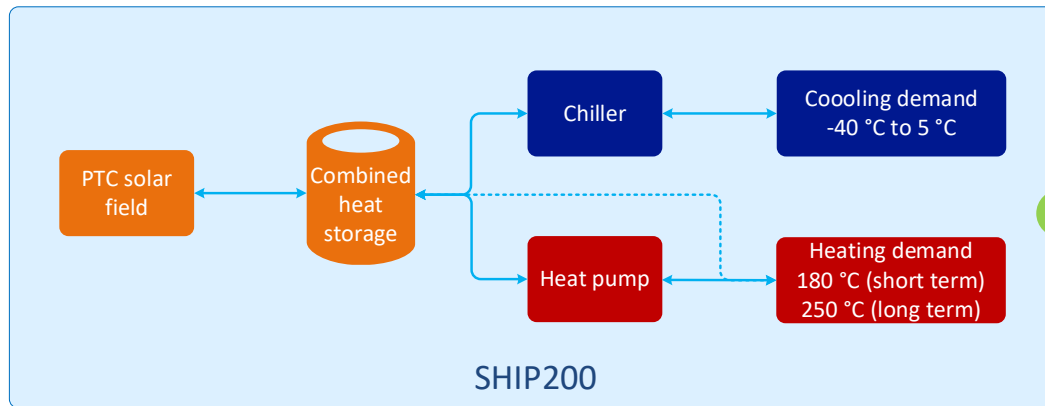 PTC solar
field
Combined
heat
storage
Chiller
Coooling demand
-40 °C to 5 °C
Heat pump
Heating demand
180 °C (short term)
250 °C (long term)
SHIP200